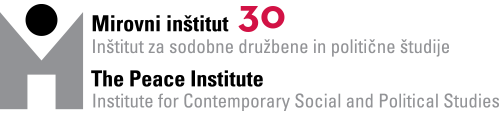 Mirovni inštitut 30
Inštitut za sodobne družbene in politične študije
The Peace Institute
Institute for Contemporary Social and Political Studies